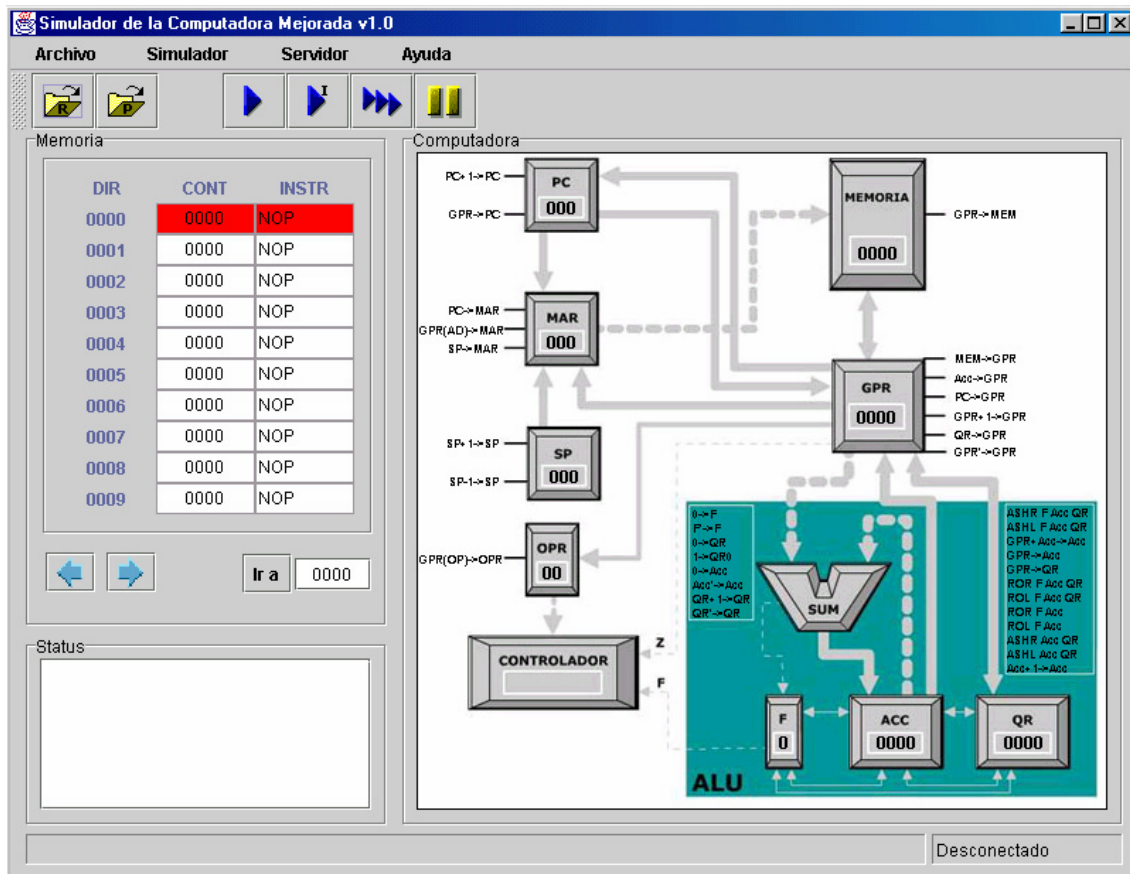 Simulador de la Computadora Mejorada v1.0
Archivo Simulador Servidor Ayuda
R P I
Memoria
DIR CONT INSTR
0000 0000 NOP
0001 0000 NOP
0002 0000 NOP
0003 0000 NOP
0004 0000 NOP
0005 0000 NOP
0006 0000 NOP
0007 0000 NOP
0008 0000 NOP
0009 0000 NOP
Ir a 0000
Status
Computadora
PC+1->PC
GPR->PC
PC
000
MEMORIA
0000
GPR->MEM
PC->MAR
GPR(AD)->MAR
SP->MAR
MAR
000
GPR
0000
MEM->GPR
Acc->GPR
PC->GPR
GPR+1->GPR
QR->GPR
GPR'->GPR
SP+1->SP
SP-1->SP
SP
000
GPR(OP)->OPR
OPR
00
CONTROLADOR
Z
F
0->F
F'->F
0->QR
1->QR0
0->Acc
Acc'->Acc
QR+1->QR
QR'->QR
SUM
ASHR F Acc QR
ASHL F Acc QR
GPR+Acc->Acc
GPR->Acc
GPR->QR
ROR F Acc QR
ROL F Acc QR
ROR F Acc
ROL F Acc
ASHR Acc QR
ASHL Acc QR
Acc+1->Acc
F
0
ACC
0000
QR
0000
ALU
Desconectado